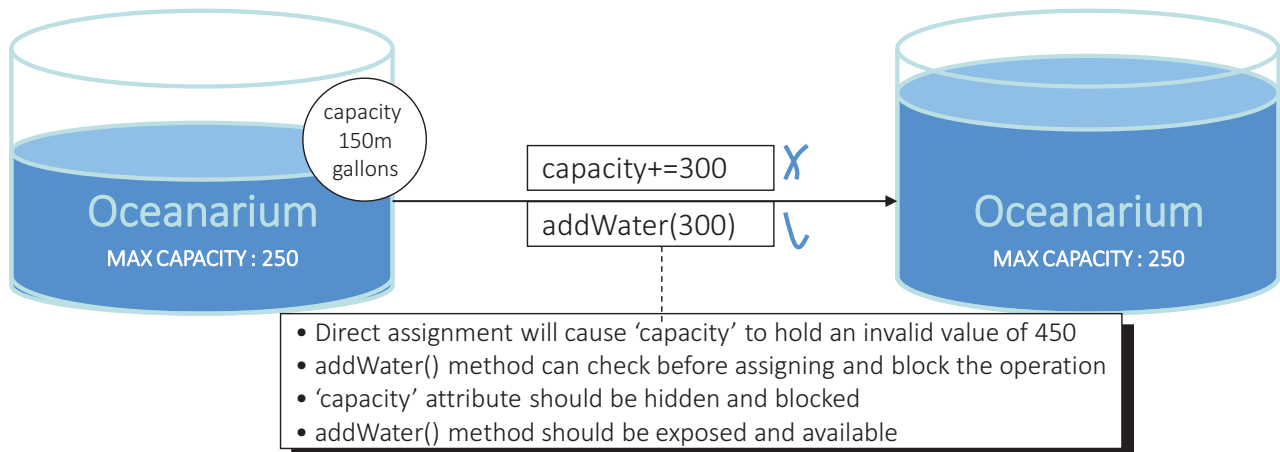 capacity
150m
gallons
Oceanarium
MAX CAPACITY : 250
capacity+=300
addWater(300)
Oceanarium
MAX CAPACITY : 250
• Direct assignment will cause ‘capacity’ to hold an invalid value of 450
• addWater() method can check before assigning and block the operation
• ‘capacity’ attribute should be hidden and blocked
• addWater() method should be exposed and available